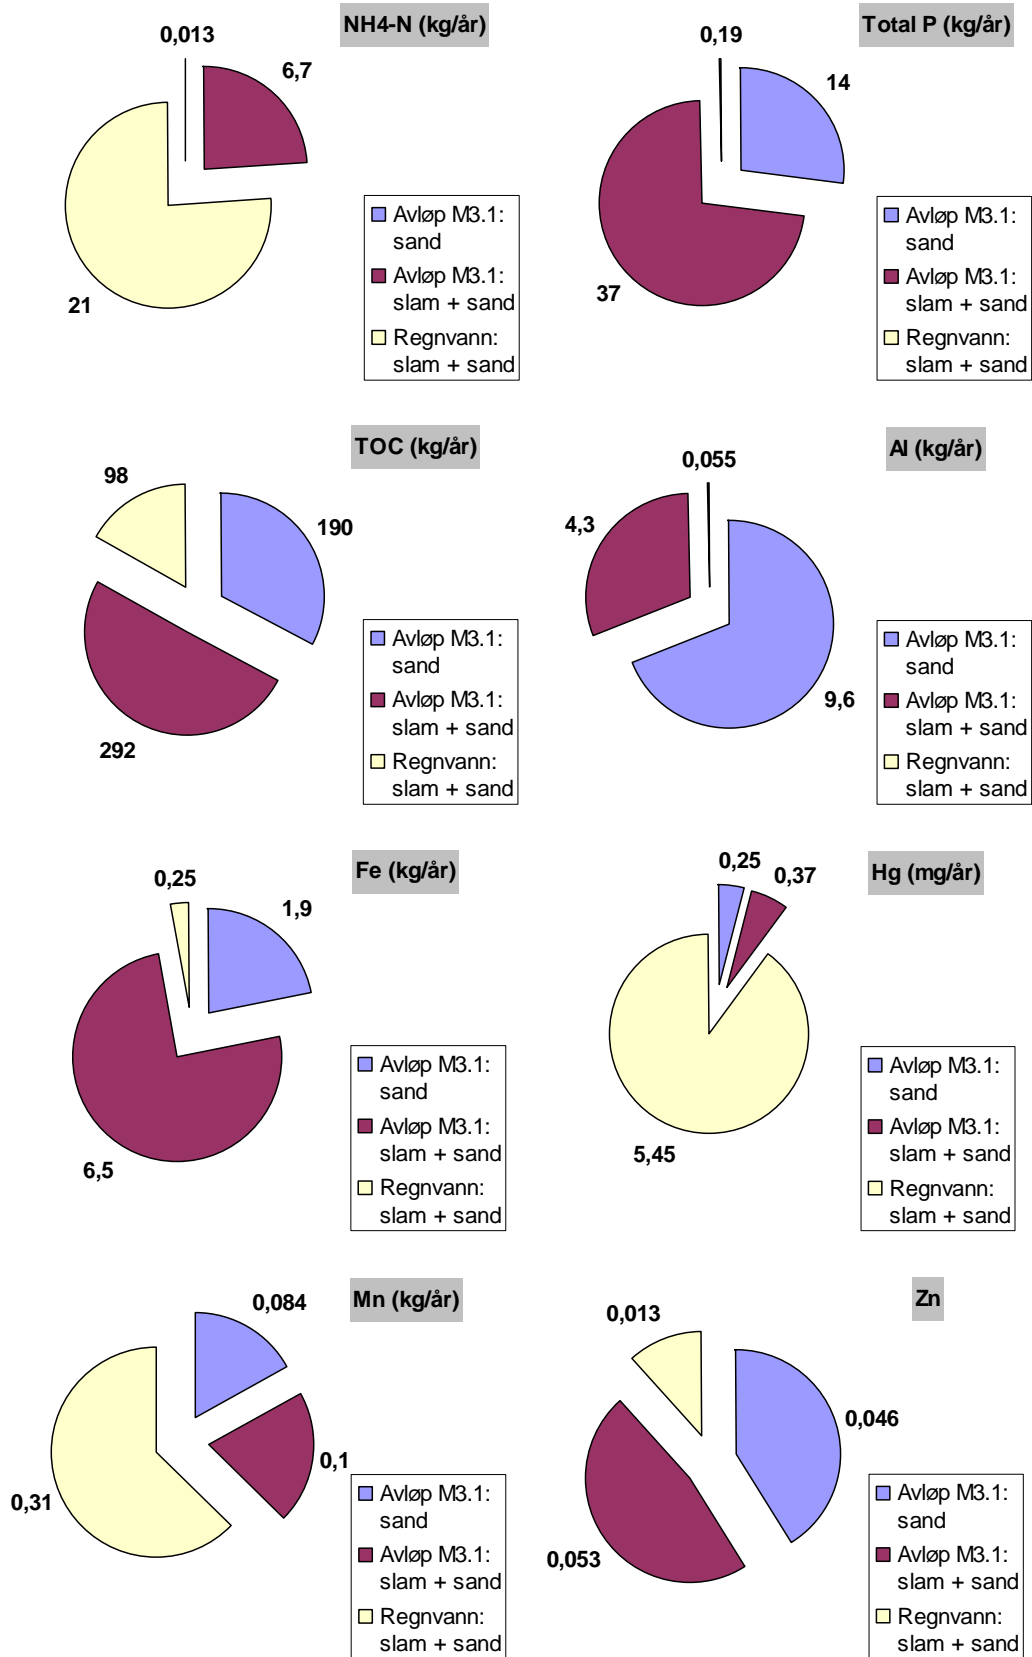 NH4-N (kg/år)
0,013
6,7
21
Avløp M3.1:
sand
Avløp M3.1:
slam + sand
Regnvann:
slam + sand
Total P (kg/år)
0,19
14
37
Avløp M3.1:
sand
Avløp M3.1:
slam + sand
Regnvann:
slam + sand
TOC (kg/år)
98
190
292
Avløp M3.1:
sand
Avløp M3.1:
slam + sand
Regnvann:
slam + sand
Al (kg/år)
0,055
4,3
9,6
Avløp M3.1:
sand
Avløp M3.1:
slam + sand
Regnvann:
slam + sand
Fe (kg/år)
0,25
1,9
6,5
Avløp M3.1:
sand
Avløp M3.1:
slam + sand
Regnvann:
slam + sand
Hg (mg/år)
0,25
0,37
5,45
Avløp M3.1:
sand
Avløp M3.1:
slam + sand
Regnvann:
slam + sand
Mn (kg/år)
0,084
0,1
0,31
Avløp M3.1:
sand
Avløp M3.1:
slam + sand
Regnvann:
slam + sand
Zn
0,013
0,046
0,053
Avløp M3.1:
sand
Avløp M3.1:
slam + sand
Regnvann:
slam + sand